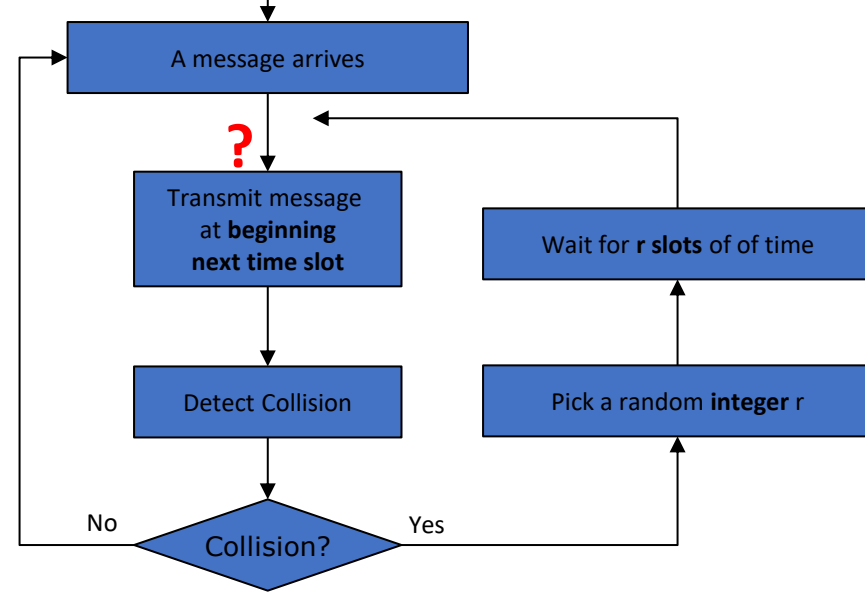 A message arrives
?
Transmit message
at beginning
next time slot
Wait for r slots of of time
Detect Collision
Pick a random integer r
No
Yes
Collision?